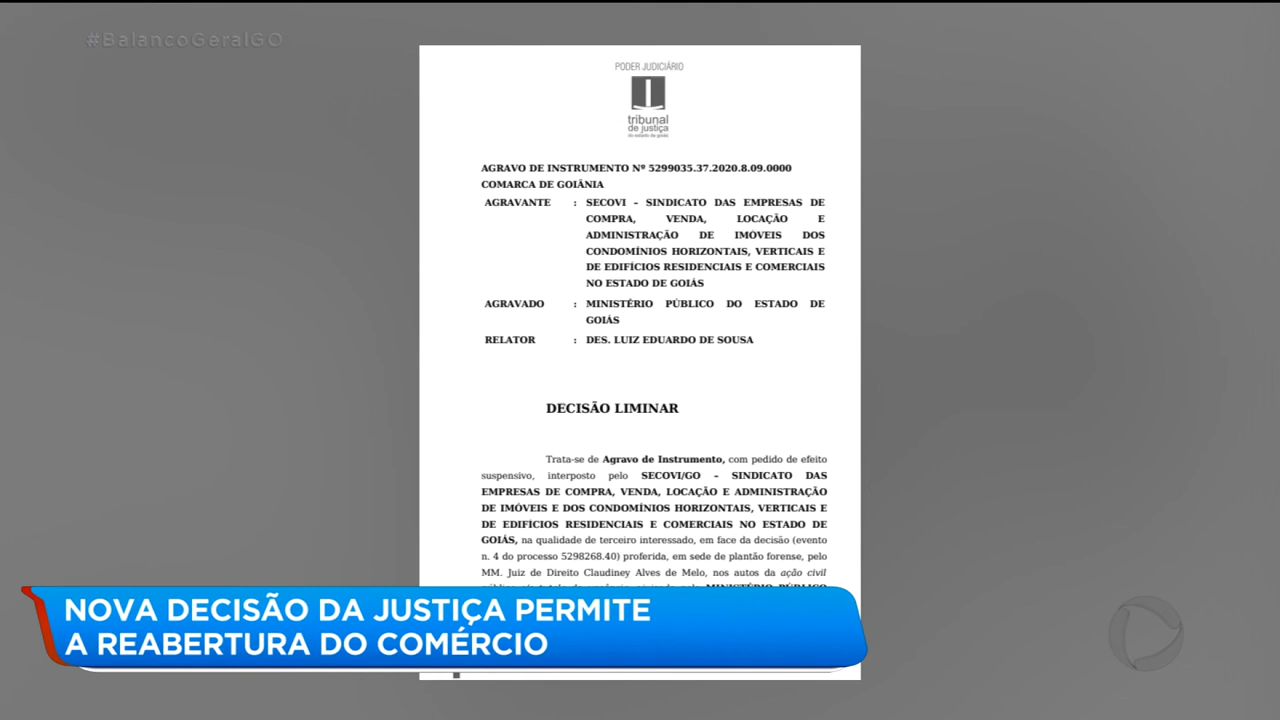 #BalancoGeralGO
PODER JUDICIÁRIO
tribunal
de justiça
do estado de goiás
AGRAVO DE INSTRUMENTO Nº 5299035.37.2020.8.09.0000
COMARCA DE GOIÂNIA
AGRAVANTE : SECOVI – SINDICATO DAS EMPRESAS DE
COMPRA, VENDA, LOCAÇÃO E
ADMINISTRAÇÃO DE IMÓVEIS DOS
CONDOMÍNIOS HORIZONTAIS, VERTICAIS E
DE EDIFÍCIOS RESIDENCIAIS E COMERCIAIS
NO ESTADO DE GOIÁS
AGRAVADO : MINISTÉRIO PÚBLICO DO ESTADO DE
GOIÁS
RELATOR : DES. LUIZ EDUARDO DE SOUSA
DECISÃO LIMINAR
Trata-se de Agravo de Instrumento, com pedido de efeito
suspensivo, interposto pelo SECOVI/GO – SINDICATO DAS
EMPRESAS DE COMPRA, VENDA, LOCAÇÃO E ADMINISTRAÇÃO
DE IMÓVEIS E DOS CONDOMÍNIOS HORIZONTAIS, VERTICAIS E
DE EDIFÍCIOS RESIDENCIAIS E COMERCIAIS NO ESTADO DE
GOIÁS, na qualidade de terceiro interessado, em face da decisão (evento
n. 4 do processo 5298268.40) proferida, em sede de plantão forense, pelo
MM. Juiz de Direito Claudiney Alves de Melo, nos autos da ação civil
MINISTÉRIO PÚBLICO
NOVA DECISÃO DA JUSTIÇA PERMITE
A REABERTURA DO COMÉRCIO